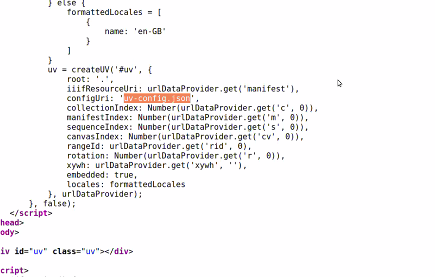 } else {
formattedLocales = [
{
name: 'en-GB'
}
]
}
uv = createUV('#uv', {
root: '.',
iiifResourceUri: urlDataProvider.get('manifest'),
configUri: 'uv-config.json',
collectionIndex: Number(urlDataProvider.get('c', 0)),
manifestIndex: Number(urlDataProvider.get('m', 0)),
sequenceIndex: Number(urlDataProvider.get('s', 0)),
canvasIndex: Number(urlDataProvider.get('cv', 0)),
rangeId: urlDataProvider.get('rid', 0),
rotation: Number(urlDataProvider.get('r', 0)),
xywh: urlDataProvider.get('xywh', ''),
embedded: true,
locales: formattedLocales
}, urlDataProvider);
}, false);
</script>
head>
ody>
iv id="uv" class="uv"></div>
cript>